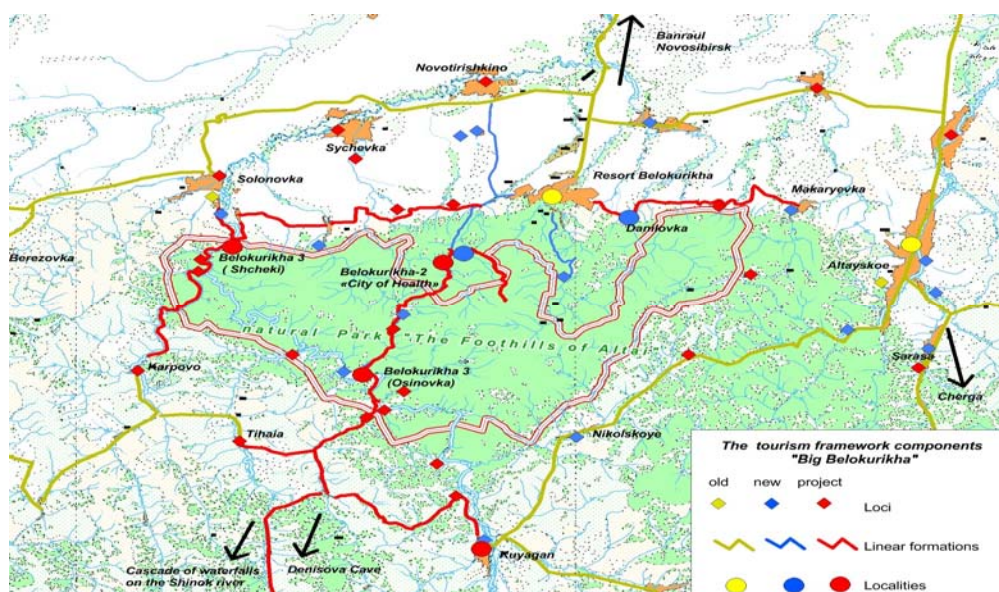 Banraul
Novosibirsk
Novotirishkino
Sychevka
Solonovka
Resort Belokurikha
Makaryevka
Berezovka
Belokurikha 3
( Shcheki)
Belokurikha-2
«City of Health»
Danilovka
Altayskoe
natural Park "The Foothills of Altai
Karpovo
Belokurikha 3
(Osinovka)
Sarasa
Cherga
Tihaia
Nikolskoye
Kuyagan
Cascade of waterfalls
on the Shinok river
Denisova Cave
The tourism framework components
"Big Belokurikha"
old new project
Loci
Linear formations
Localities